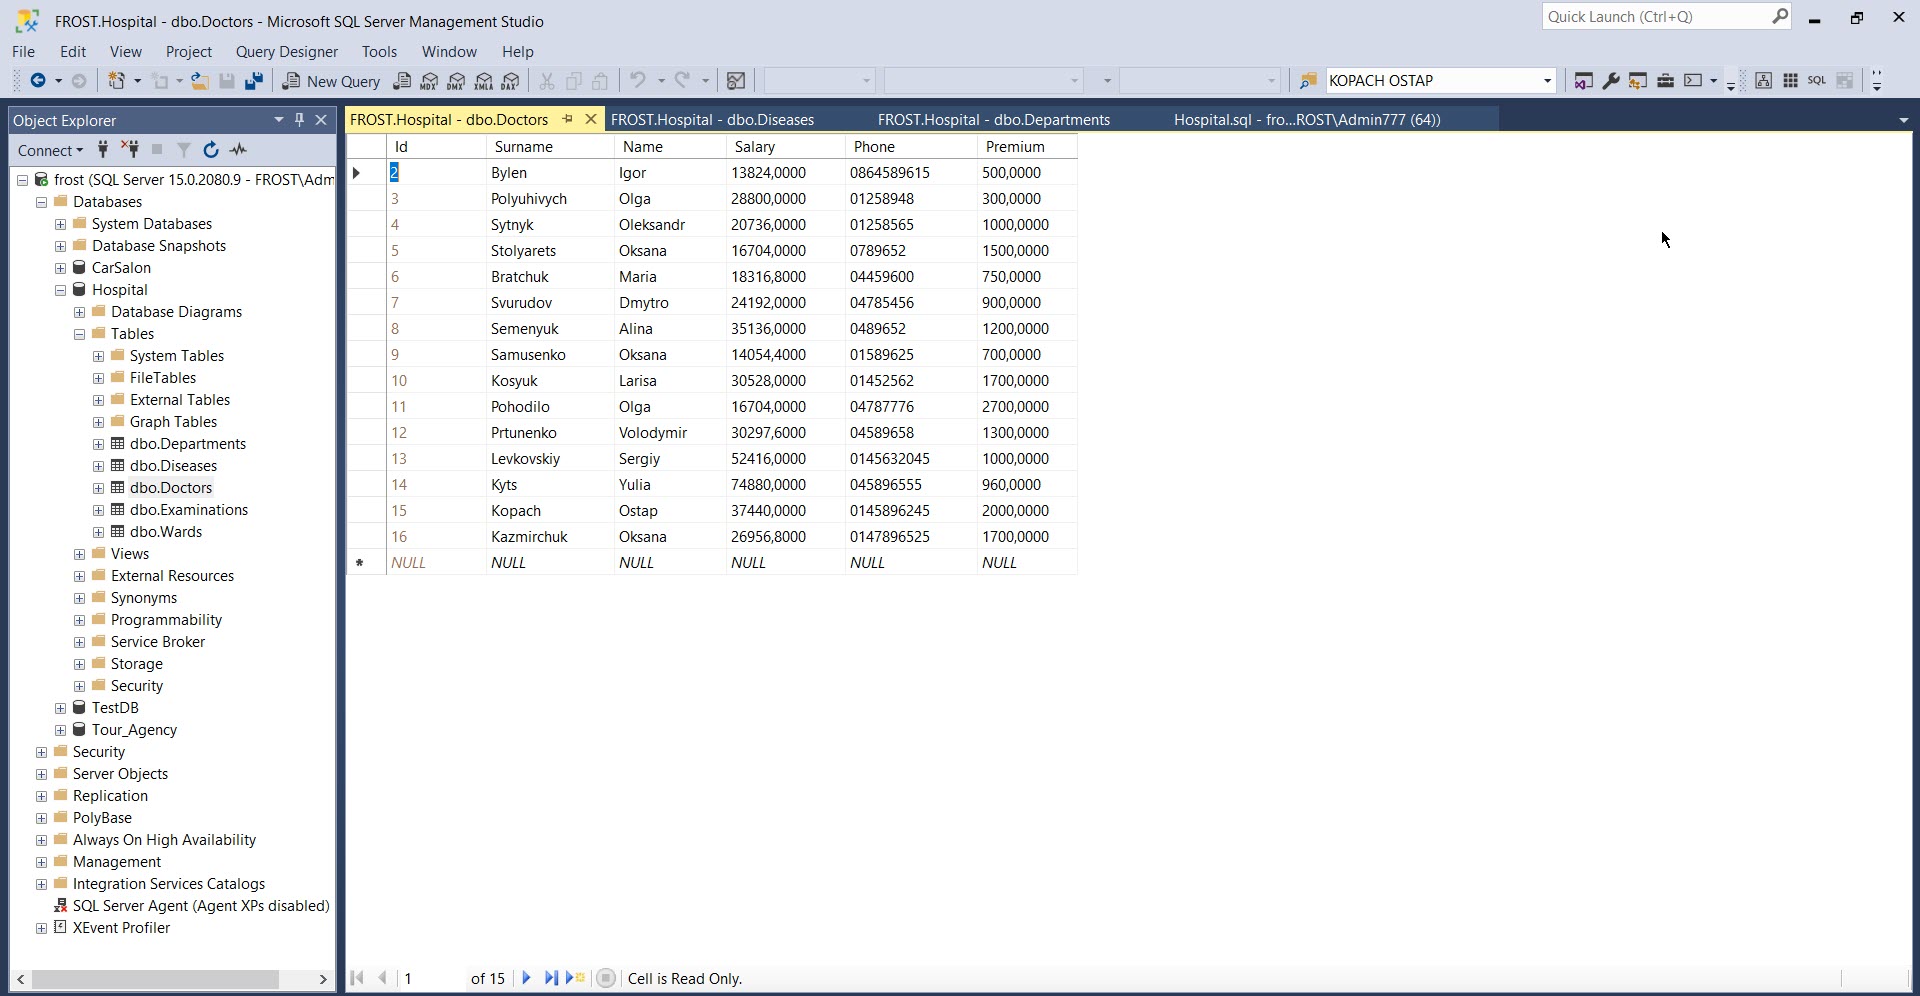 FROST.Hospital - dbo.Doctors - Microsoft SQL Server Management Studio
Quick Launch (Ctrl+Q)
File Edit View Project Query Designer Tools Window Help
New Query MDX DMX XMLA DAX KOPACH OSTAP SQL
Object Explorer
FROST.Hospital - dbo.Doctors FROST.Hospital - dbo.Diseases FROST.Hospital - dbo.Departments Hospital.sql - fro...ROST\Admin777 (64))
Connect
frost (SQL Server 15.0.2080.9 - FROST\Adm
Databases
System Databases
Database Snapshots
CarSalon
Hospital
Database Diagrams
Tables
System Tables
FileTables
External Tables
Graph Tables
dbo.Departments
dbo.Diseases
dbo.Doctors
dbo.Examinations
dbo.Wards
Views
External Resources
Synonyms
Programmability
Service Broker
Storage
Security
TestDB
Tour_Agency
Security
Server Objects
Replication
PolyBase
Always On High Availability
Management
Integration Services Catalogs
SQL Server Agent (Agent XPs disabled)
XEvent Profiler
Id Surname Name Salary Phone Premium
2 Bylen Igor 13824,0000 0864589615 500,0000
3 Polyuhivych Olga 28800,0000 01258948 300,0000
4 Sytnyk Oleksandr 20736,0000 01258565 1000,0000
5 Stolyarets Oksana 16704,0000 0789652 1500,0000
6 Bratchuk Maria 18316,8000 04459600 750,0000
7 Svurudov Dmytro 24192,0000 04785456 900,0000
8 Semenyuk Alina 35136,0000 0489652 1200,0000
9 Samusenko Oksana 14054,4000 01589625 700,0000
10 Kosyuk Larisa 30528,0000 01452562 1700,0000
11 Pohodilo Olga 16704,0000 04787776 2700,0000
12 Prtunenko Volodymir 30297,6000 04589658 1300,0000
13 Levkovskiy Sergiy 52416,0000 0145632045 1000,0000
14 Kyts Yulia 74880,0000 045896555 960,0000
15 Kopach Ostap 37440,0000 0145896245 2000,0000
16 Kazmirchuk Oksana 26956,8000 0147896525 1700,0000
* NULL NULL NULL NULL NULL NULL
1 of 15 Cell is Read Only.